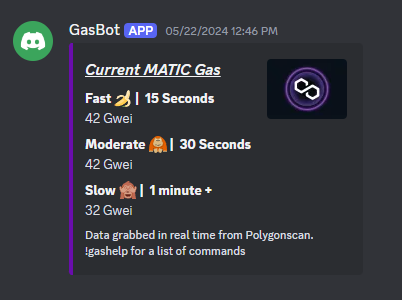 GasBot APP 05/22/2024 12:46 PM
Current MATIC Gas
Fast 🍌 | 15 Seconds
42 Gwei
Moderate 🦧 | 30 Seconds
42 Gwei
Slow 🙈 | 1 minute +
32 Gwei
Data grabbed in real time from Polygonscan.
!gashelp for a list of commands